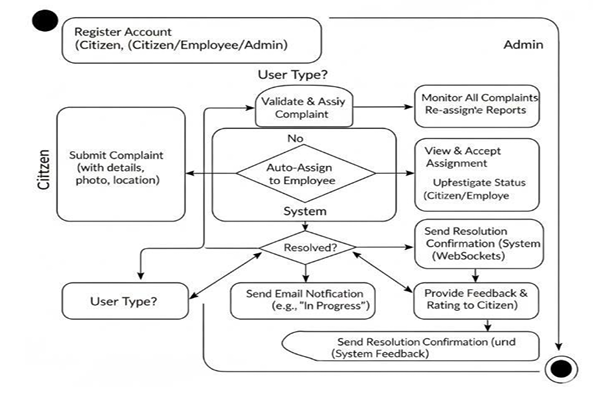 Register Account
(Citizen, (Citizen/Employee/Admin)
Admin
User Type?
Validate & Assiy
Complaint
Monitor All Complaints
Re-assign'e Reports
Ciittzen
Submit Complaint
(with details,
photo, location)
No
Auto-Assign
to Employee
System
View & Accept
Assignment
Uphestigate Status
(Citizen/Employe
Resolved?
Send Resolution
Confirmation (System
(WebSockets)
User Type?
Send Email Notfication
(e.g., "In Progress")
Provide Feedback &
Rating to Citizen)
Send Resolution Confirmation (und
(System Feedback)